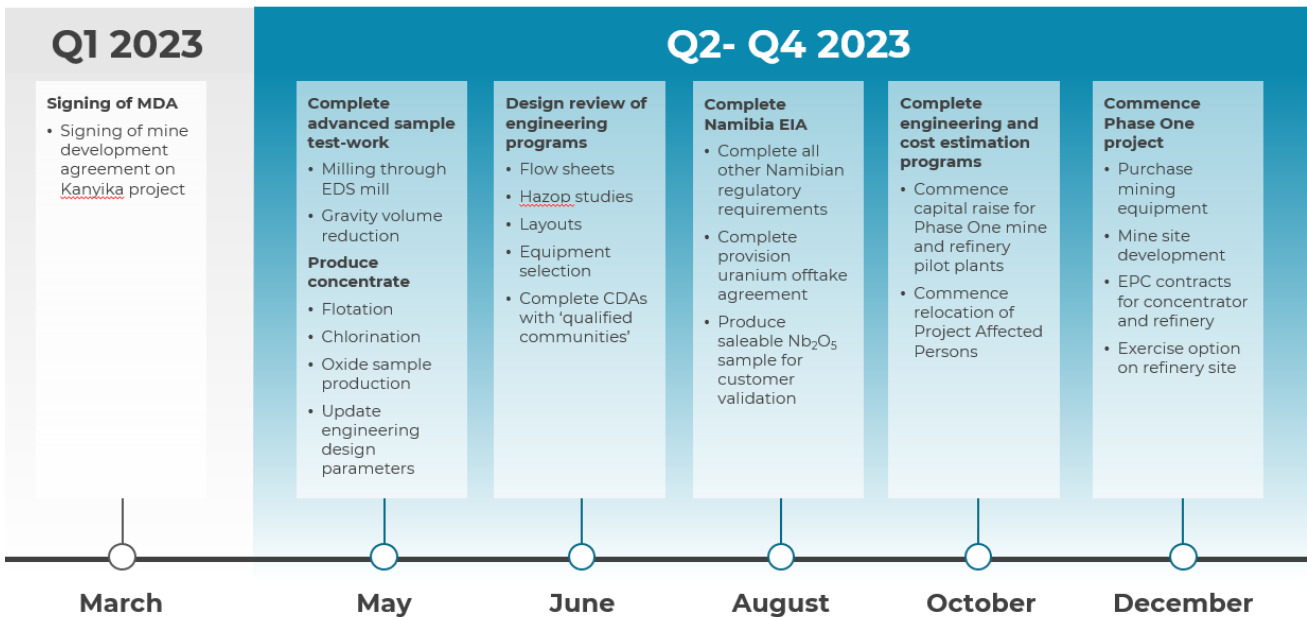 Q1 2023
Signing of MDA
• Signing of mine
development
agreement on
Kanyika project
Q2- Q4 2023
Complete
advanced sample
test-work
• Milling through
EDS mill
• Gravity volume
reduction
Produce
concentrate
• Flotation
• Chlorination
• Oxide sample
production
• Update
engineering
design
parameters
Design review of
engineering
programs
• Flow sheets
• Hazop studies
• Layouts
• Equipment
selection
• Complete CDAs
with ‘qualified
communities’
Complete
Namibia EIA
• Complete all
other Namibian
regulatory
requirements
• Complete
provision
uranium offtake
agreement
• Produce
saleable Nb₂O₅
sample for
customer
validation
Complete
engineering and
cost estimation
programs
• Commence
capital raise for
Phase One mine
and refinery
pilot plants
• Commence
relocation of
Project Affected
Persons
Commence
Phase One
project
• Purchase
mining
equipment
• Mine site
development
• EPC contracts
for concentrator
and refinery
• Exercise option
on refinery site
March
May
June
August
October
December